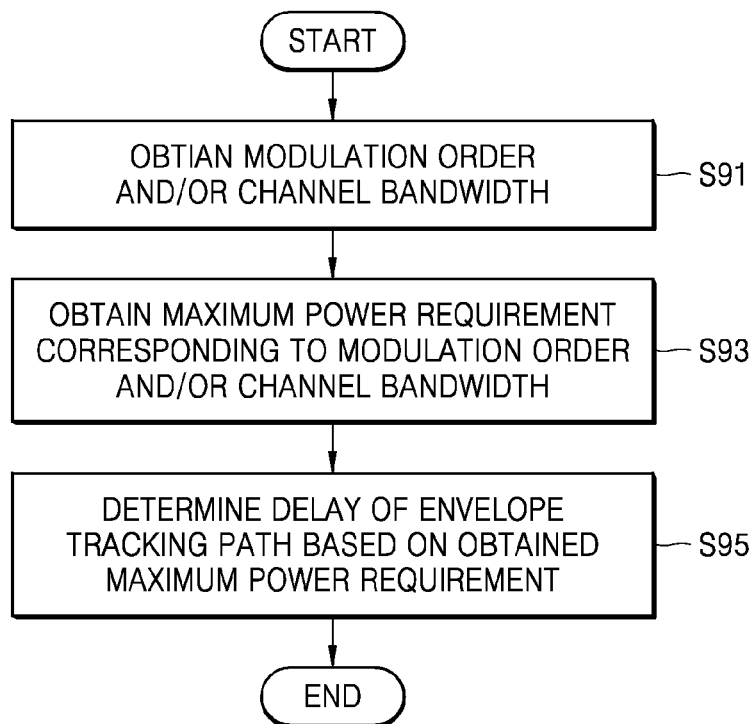 START
OBTIAN MODULATION ORDER
AND/OR CHANNEL BANDWIDTH
S91
OBTAIN MAXIMUM POWER REQUIREMENT
CORRESPONDING TO MODULATION ORDER
AND/OR CHANNEL BANDWIDTH
S93
DETERMINE DELAY OF ENVELOPE
TRACKING PATH BASED ON OBTAINED
MAXIMUM POWER REQUIREMENT
S95
END